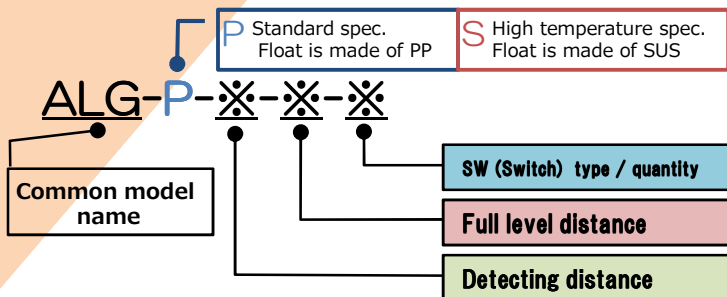 P Standard spec.
Float is made of PP
S High temperature spec.
Float is made of SUS
ALG-P-※-※-※
Common model
name
SW (Switch) type / quantity
Full level distance
Detecting distance